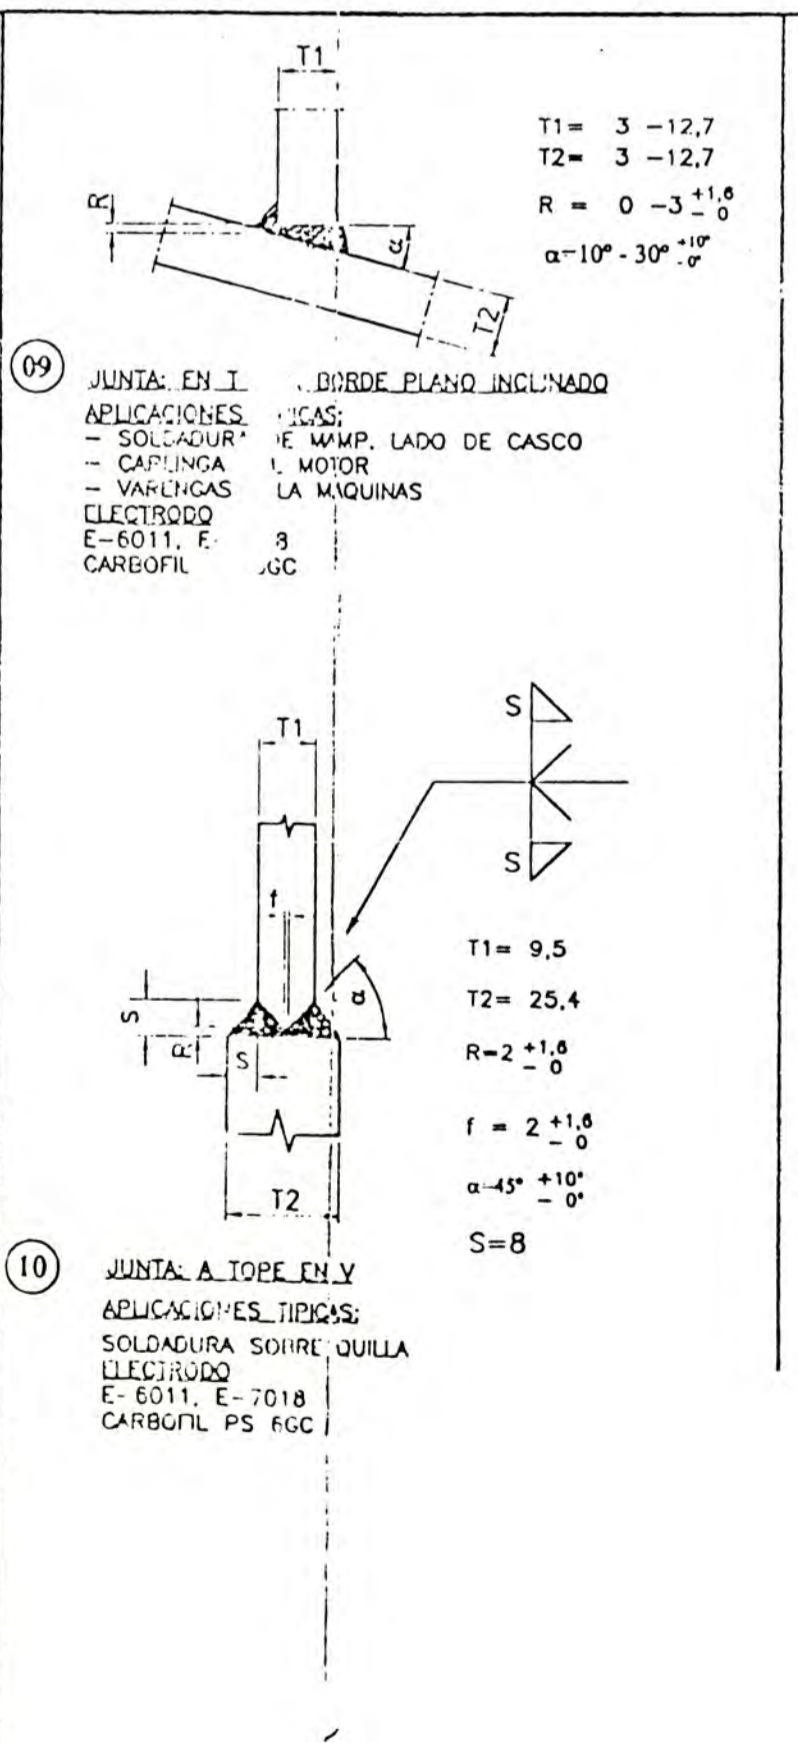 T1
T1= 3 -12,7
T2= 3 -12,7
R = 0 -3 +1,6 - 0
α=10° - 30° +10° -0°
R
α
T2
09
JUNTA: EN T BORDE PLANO INCLINADO
APLICACIONES
- SOLDADURA DE MAMP. LADO DE CASCO
- CARLINGA MOTOR
- VARENGAS LA MAQUINAS
ELECTRODO
E-6011,
CARBOFIL GC
S
T1
S
f
T1= 9,5
α
T2= 25,4
S
R
S
R=2 +1,6 - 0
f = 2 +1,6 - 0
α=45° +10° - 0°
T2
S=8
10
JUNTA: A TOPE EN V
APLICACIONES TIPICAS:
SOLDADURA SOBRE QUILLA
ELECTRODO
E-6011, E-7018
CARBOFIL PS 6GC